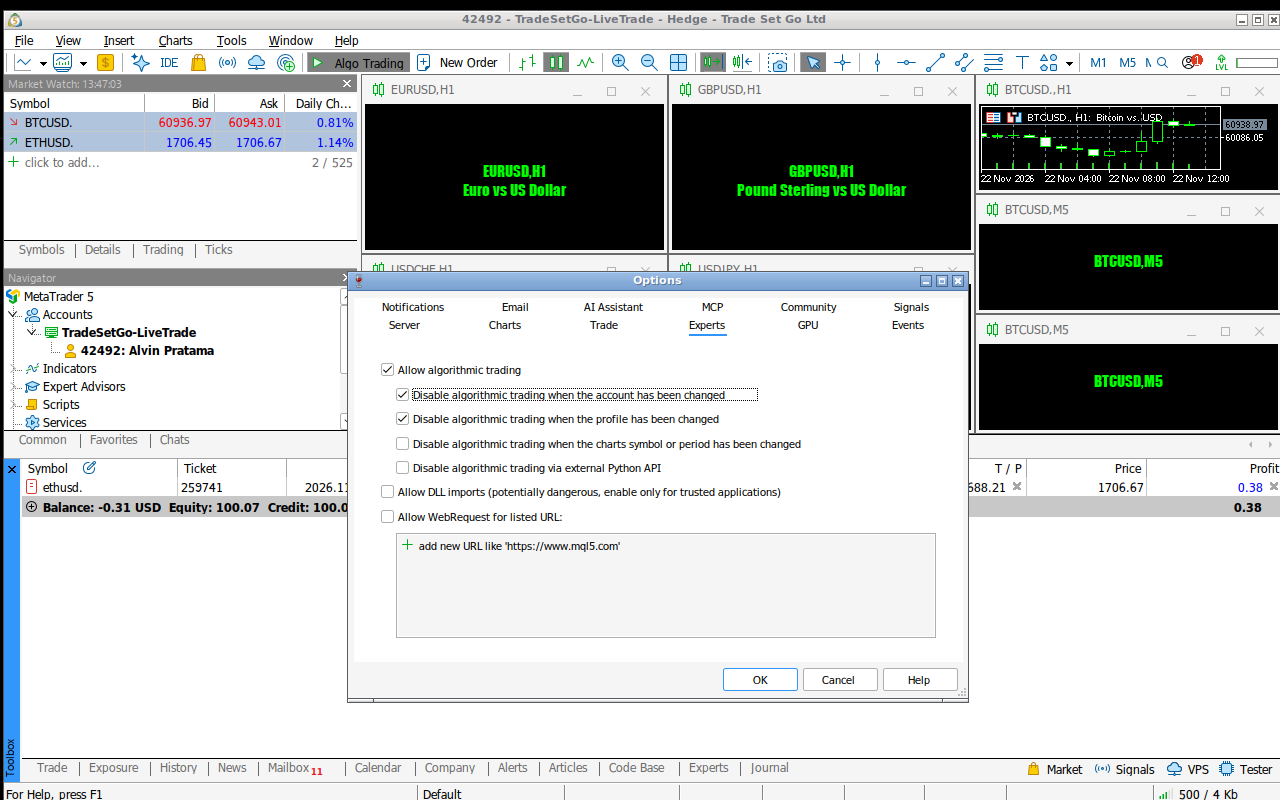 42492 - TradeSetGo-LiveTrade - Hedge - Trade Set Go Ltd
File View Insert Charts Tools Window Help
IDE Algo Trading New Order M1 M5 1
Market Watch: 13:47:03
Symbol Bid Ask Daily Ch...
BTCUSD. 60936.97 60943.01 0.81%
ETHUSD. 1706.45 1706.67 1.14%
click to add... 2 / 525
Symbols Details Trading Ticks
EURUSD,H1
EURUSD,H1
Euro vs US Dollar
GBPUSD,H1
GBPUSD,H1
Pound Sterling vs US Dollar
BTCUSD.,H1
BTCUSD., H1: Bitcoin vs. USD
60938.97
60086.05
22 Nov 2026 22 Nov 04:00 22 Nov 08:00 22 Nov 12:00
BTCUSD,M5
BTCUSD,M5
BTCUSD,M5
BTCUSD,M5
USDCHF,H1
USDJPY,H1
Navigator
MetaTrader 5
Accounts
TradeSetGo-LiveTrade
42492: Alvin Pratama
Indicators
Expert Advisors
Scripts
Services
Common Favorites Chats
Options
Notifications Email AI Assistant MCP Community Signals
Server Charts Trade Experts GPU Events
Allow algorithmic trading
Disable algorithmic trading when the account has been changed
Disable algorithmic trading when the profile has been changed
Disable algorithmic trading when the charts symbol or period has been changed
Disable algorithmic trading via external Python API
Allow DLL imports (potentially dangerous, enable only for trusted applications)
Allow WebRequest for listed URL:
add new URL like 'https://www.mql5.com'
OK Cancel Help
Symbol Ticket T / P Price Profit
ethusd. 259741 2026.11 688.21 1706.67 0.38
Balance: -0.31 USD Equity: 100.07 Credit: 100.0 0.38
Toolbox
Trade Exposure History News Mailbox 11 Calendar Company Alerts Articles Code Base Experts Journal
Market Signals VPS Tester
For Help, press F1 Default 500 / 4 Kb